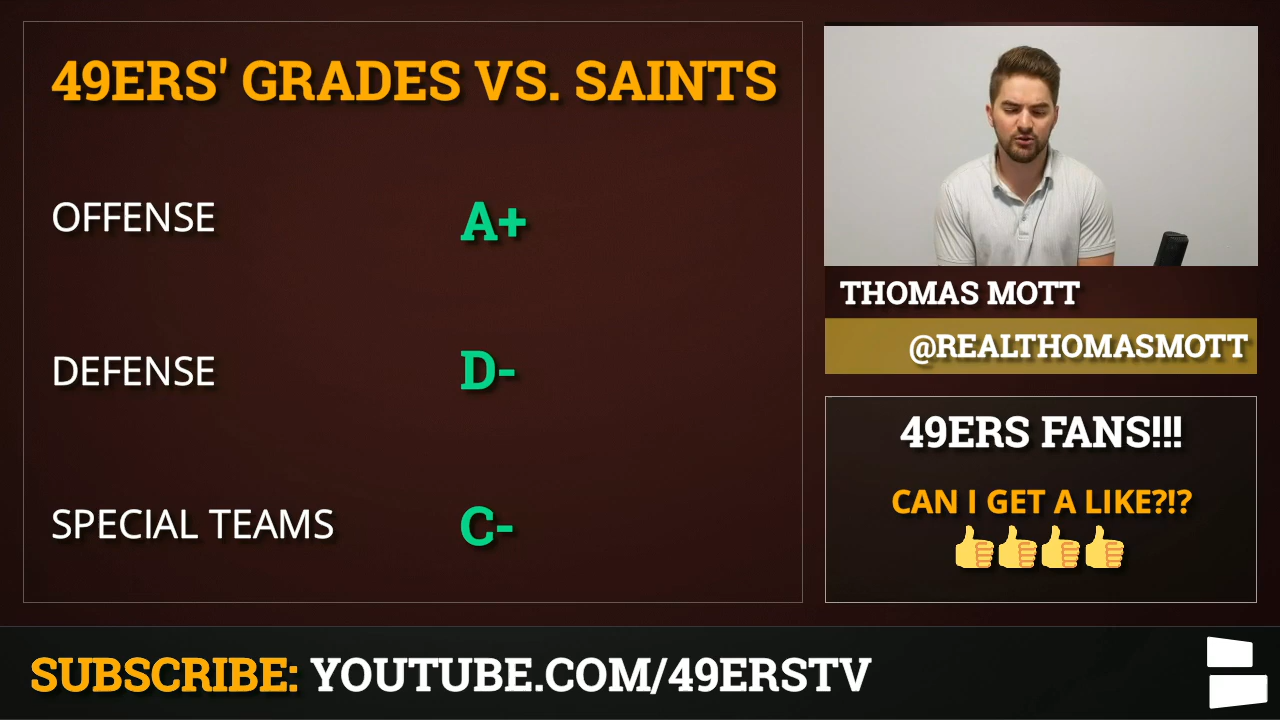 49ERS' GRADES VS. SAINTS
OFFENSE A+
DEFENSE D-
SPECIAL TEAMS C-
THOMAS MOTT
@REALTHOMASMOTT
49ERS FANS!!!
CAN I GET A LIKE?!?
👍👍👍👍
SUBSCRIBE: YOUTUBE.COM/49ERSTV